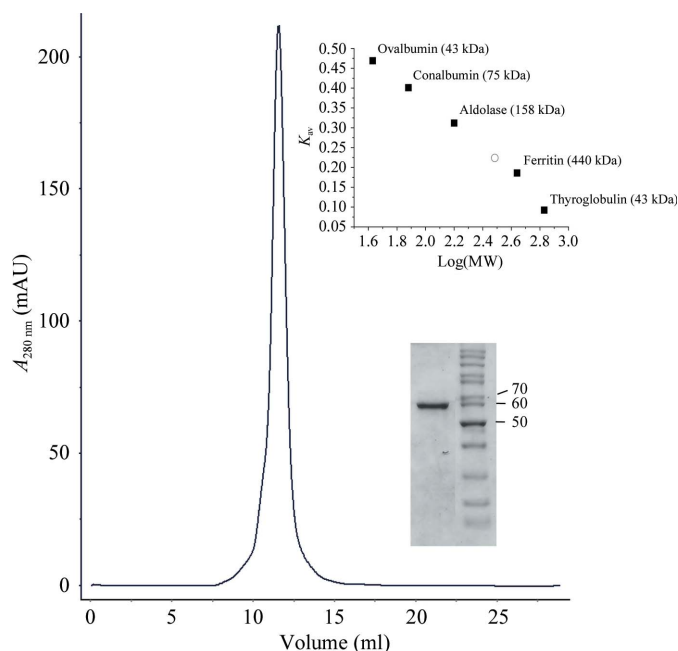 200
150
100
50
0
A280 nm (mAU)
0 5 10 15 20 25
Volume (ml)
0.50
0.45
0.40
0.35
0.30
0.25
0.20
0.15
0.10
0.05
Kav
Ovalbumin (43 kDa)
Conalbumin (75 kDa)
Aldolase (158 kDa)
Ferritin (440 kDa)
Thyroglobulin (43 kDa)
1.6 1.8 2.0 2.2 2.4 2.6 2.8 3.0
Log(MW)
70
60
50